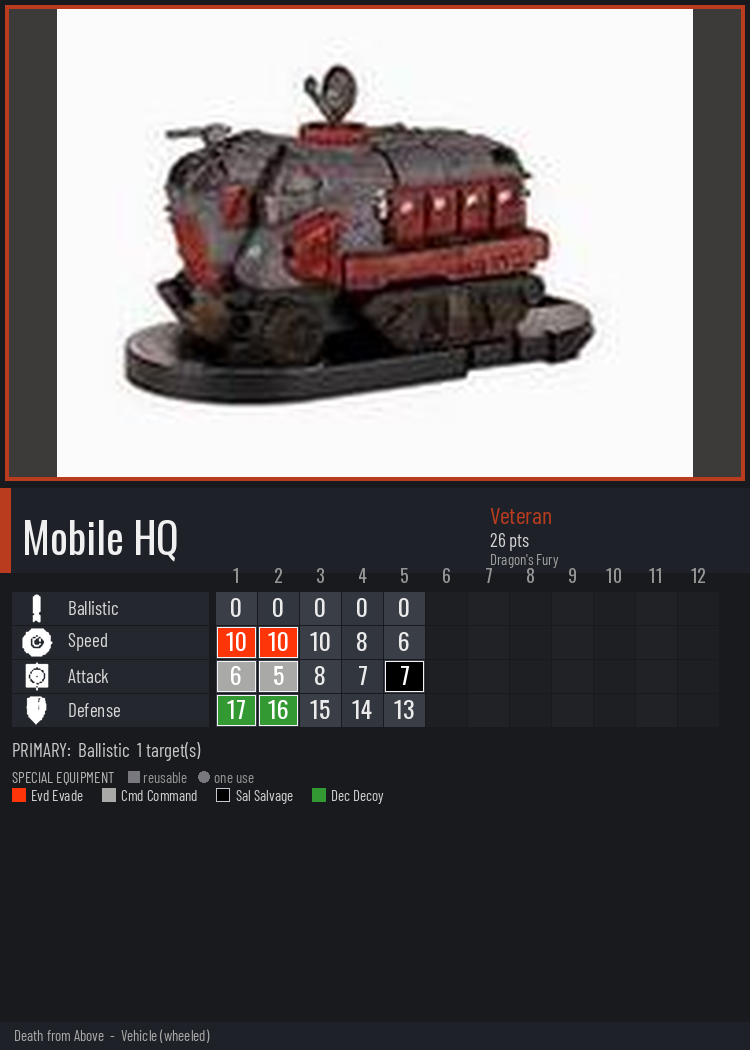 Mobile HQ
Veteran
26 pts
Dragon's Fury
1 2 3 4 5 6 7 8 9 10 11 12
Ballistic 0 0 0 0 0
Speed 10 10 10 8 6
Attack 6 5 8 7 7
Defense 17 16 15 14 13
PRIMARY: Ballistic 1 target(s)
SPECIAL EQUIPMENT reusable one use
Evd Evade Cmd Command Sal Salvage Dec Decoy
Death from Above - Vehicle (wheeled)